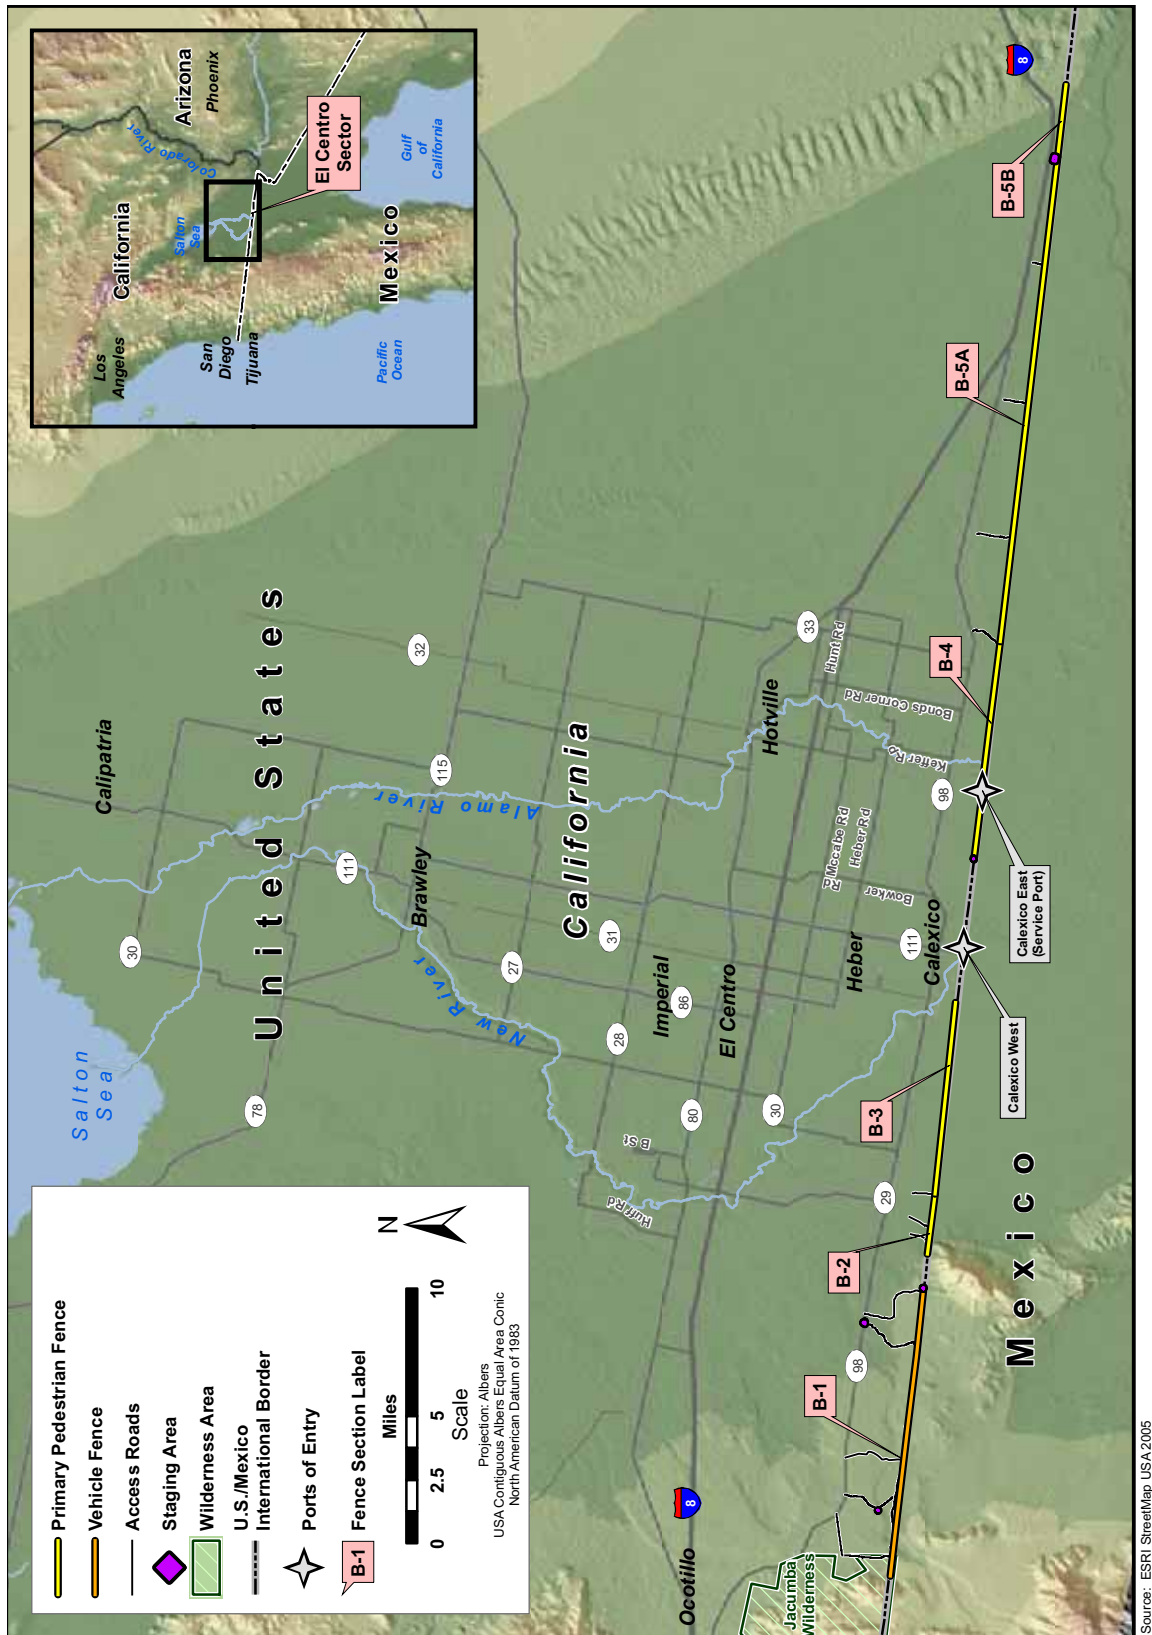 Primary Pedestrian Fence
Vehicle Fence
Access Roads
Staging Area
Wilderness Area
U.S./Mexico
International Border
Ports of Entry
B-1
Fence Section Label
Miles
0
2.5
5
10
Scale
Projection: Albers
USA Contiguous Albers Equal Area Conic
North American Datum of 1983
N
Los
Angeles
California
Salton
Sea
Colorado River
Arizona
Phoenix
San
Diego
Tijuana
El Centro
Sector
Pacific
Ocean
Mexico
Gulf
of
California
Salton
Sea
30
Calipatria
78
United States
111
32
115
Brawley
Alamo River
New River
27
California
31
28
Imperial
86
Huff Rd
B St
80
El Centro
Hotville
33
8
8
Ocotillo
30
Hunt Rd
Rd Mccabe Rd
Heber Rd
Bonds Corner Rd
Heber
Bowker
Keffer Rd
29
98
111
98
Calexico
Jacumba
Wilderness
B-1
B-2
B-3
B-4
B-5A
B-5B
Calexico West
Calexico East
(Service Port)
Mexico
Source: ESRI StreetMap USA 2005